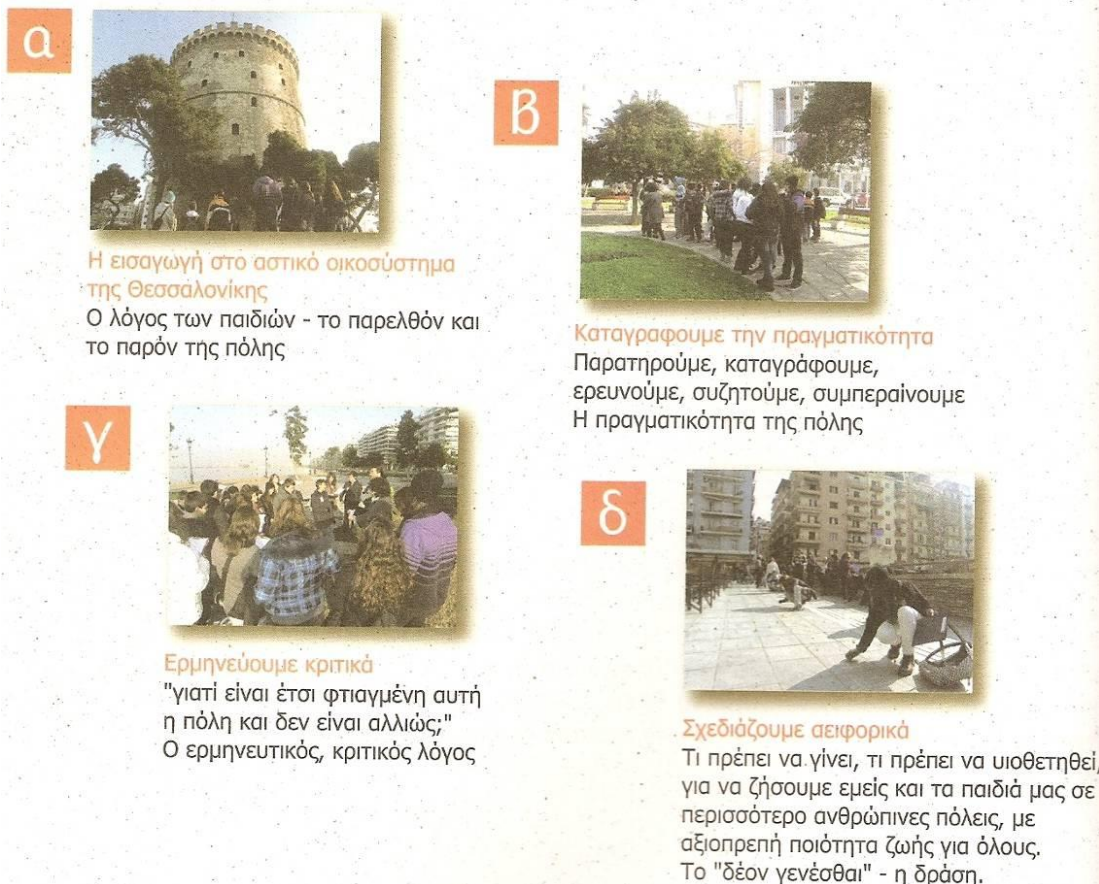 α
Η εισαγωγή στο αστικό οικοσύστημα
της Θεσσαλονίκης
Ο λόγος των παιδιών - το παρελθόν και
το παρόν της πόλης
β
Καταγραφουμε την πραγματικότητα
Παρατηρούμε, καταγράφουμε,
ερευνούμε, συζητούμε, συμπεραίνουμε
Η πραγματικότητα της πόλης
γ
Ερμηνεύουμε κριτικά
"γιατί είναι έτσι φτιαγμένη αυτή
η πόλη και δεν είναι αλλιώς;"
Ο ερμηνευτικός, κριτικός λόγος
δ
Σχεδιάζουμε αειφορικά
Τι πρέπει να γίνει, τι πρέπει να υιοθετηθεί,
για να ζήσουμε εμείς και τα παιδιά μας σε
περισσότερο ανθρώπινες πόλεις, με
αξιοπρεπή ποιότητα ζωής για όλους.
Το "δέον γενέσθαι" - η δράση.